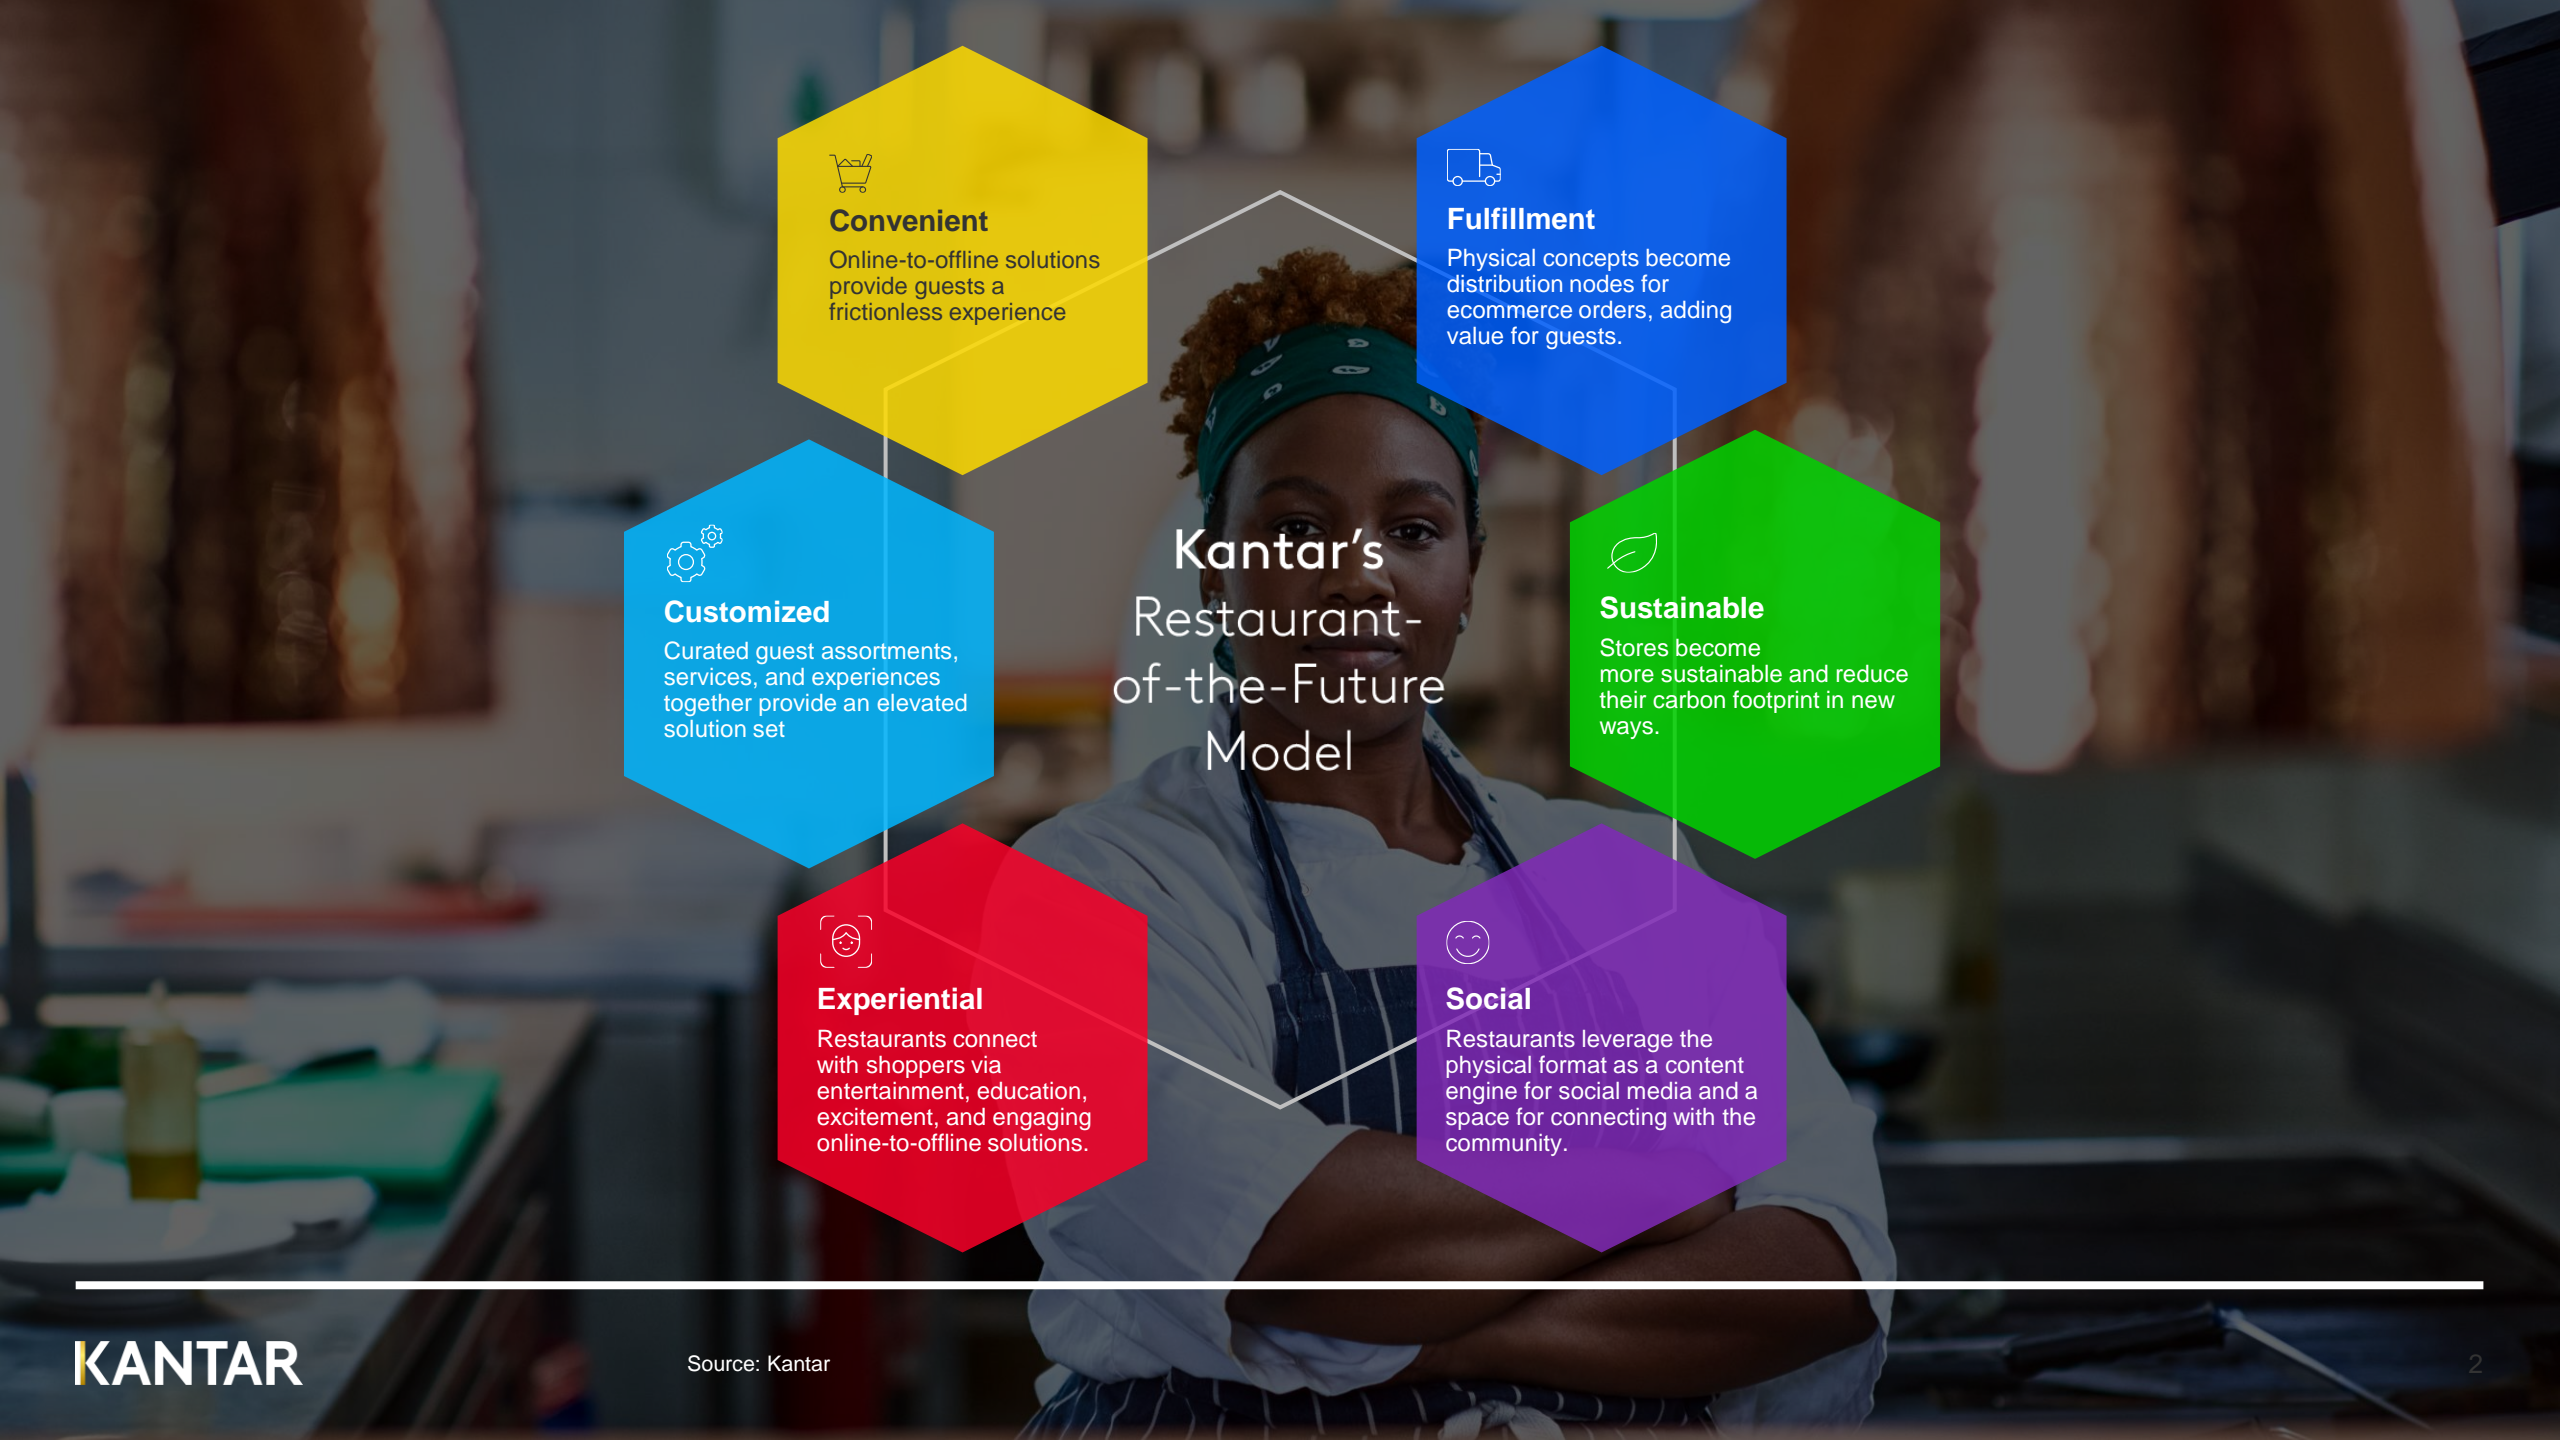 Convenient
Online-to-offline solutions
provide guests a
frictionless experience
Fulfillment
Physical concepts become
distribution nodes for
ecommerce orders, adding
value for guests.
Customized
Curated guest assortments,
services, and experiences
together provide an elevated
solution set
Kantar's
Restaurant-
of-the-Future
Model
Sustainable
Stores become
more sustainable and reduce
their carbon footprint in new
ways.
Experiential
Restaurants connect
with shoppers via
entertainment, education,
excitement, and engaging
online-to-offline solutions.
Social
Restaurants leverage the
physical format as a content
engine for social media and a
space for connecting with the
community.
KANTAR
Source: Kantar
2